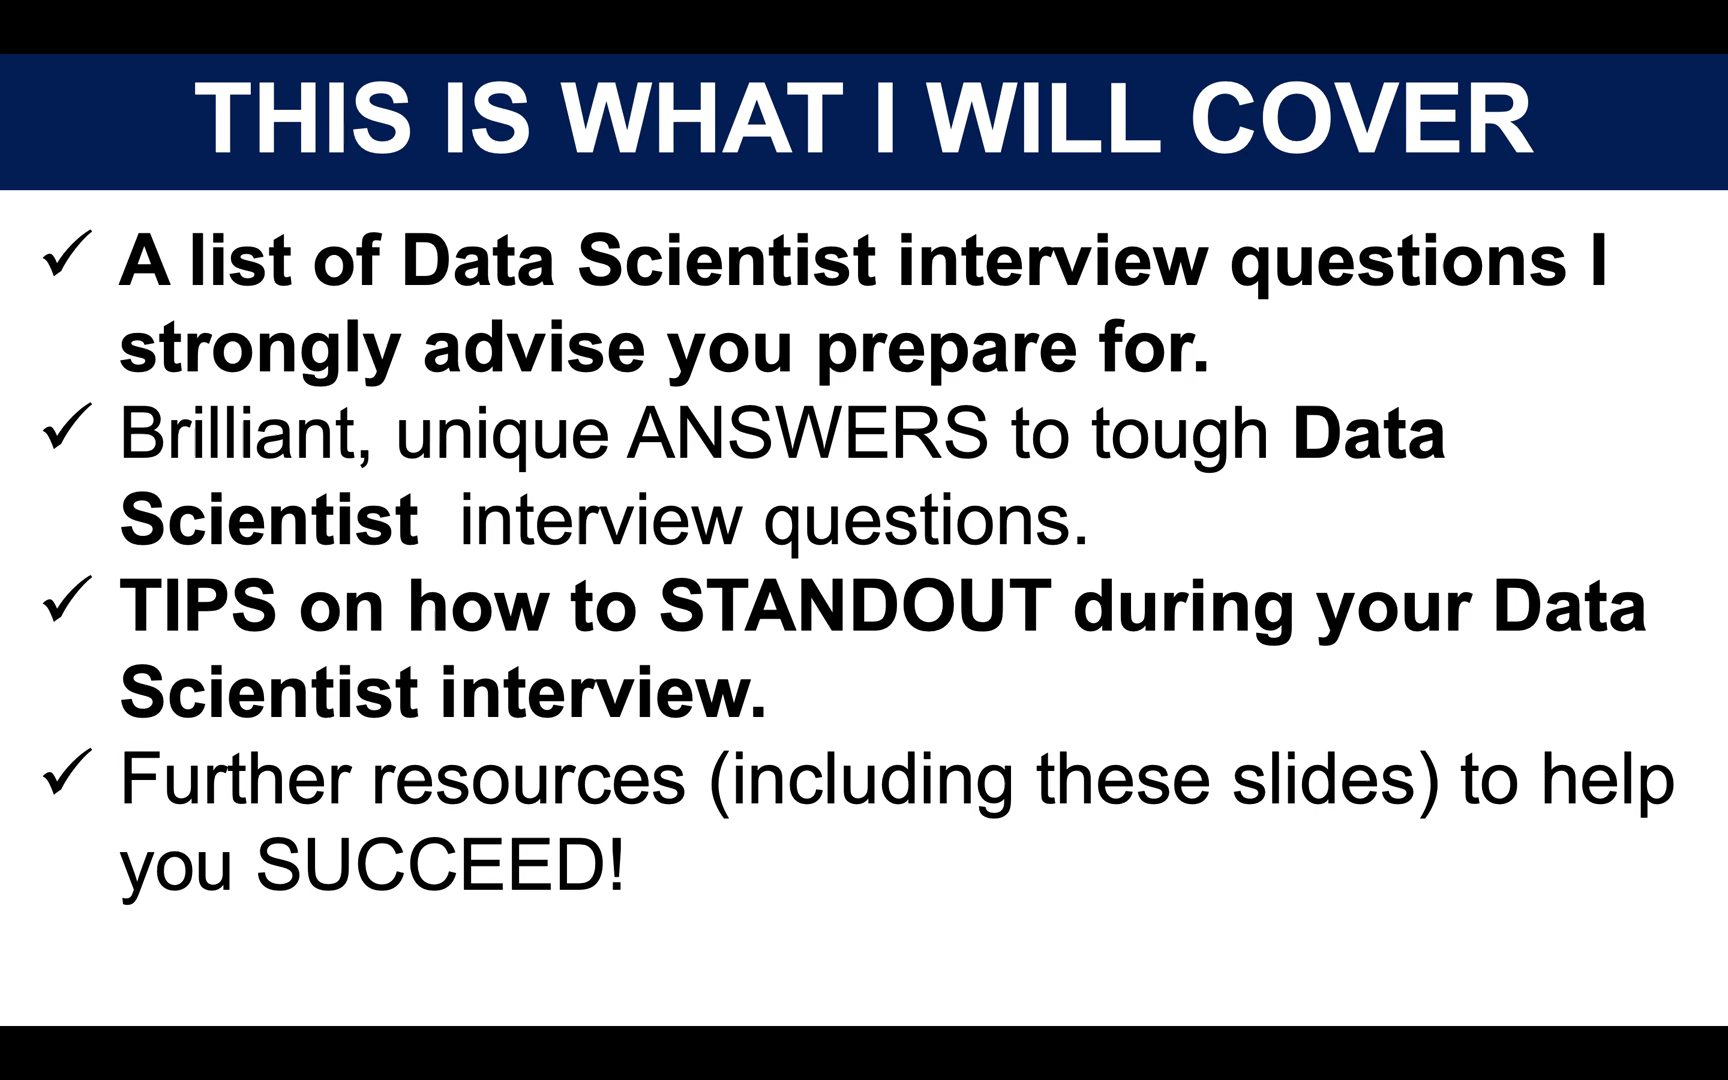 THIS IS WHAT I WILL COVER
✓ A list of Data Scientist interview questions I
strongly advise you prepare for.
✓ Brilliant, unique ANSWERS to tough Data
Scientist  interview questions.
✓ TIPS on how to STANDOUT during your Data
Scientist interview.
✓ Further resources (including these slides) to help
you SUCCEED!